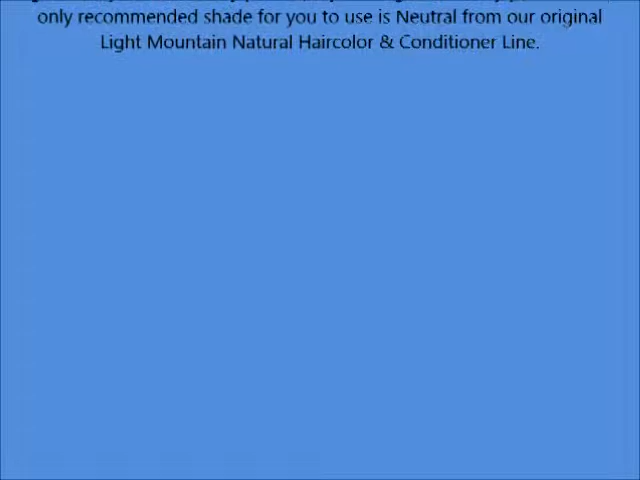 only recommended shade for you to use is Neutral from our original
Light Mountain Natural Haircolor & Conditioner Line.